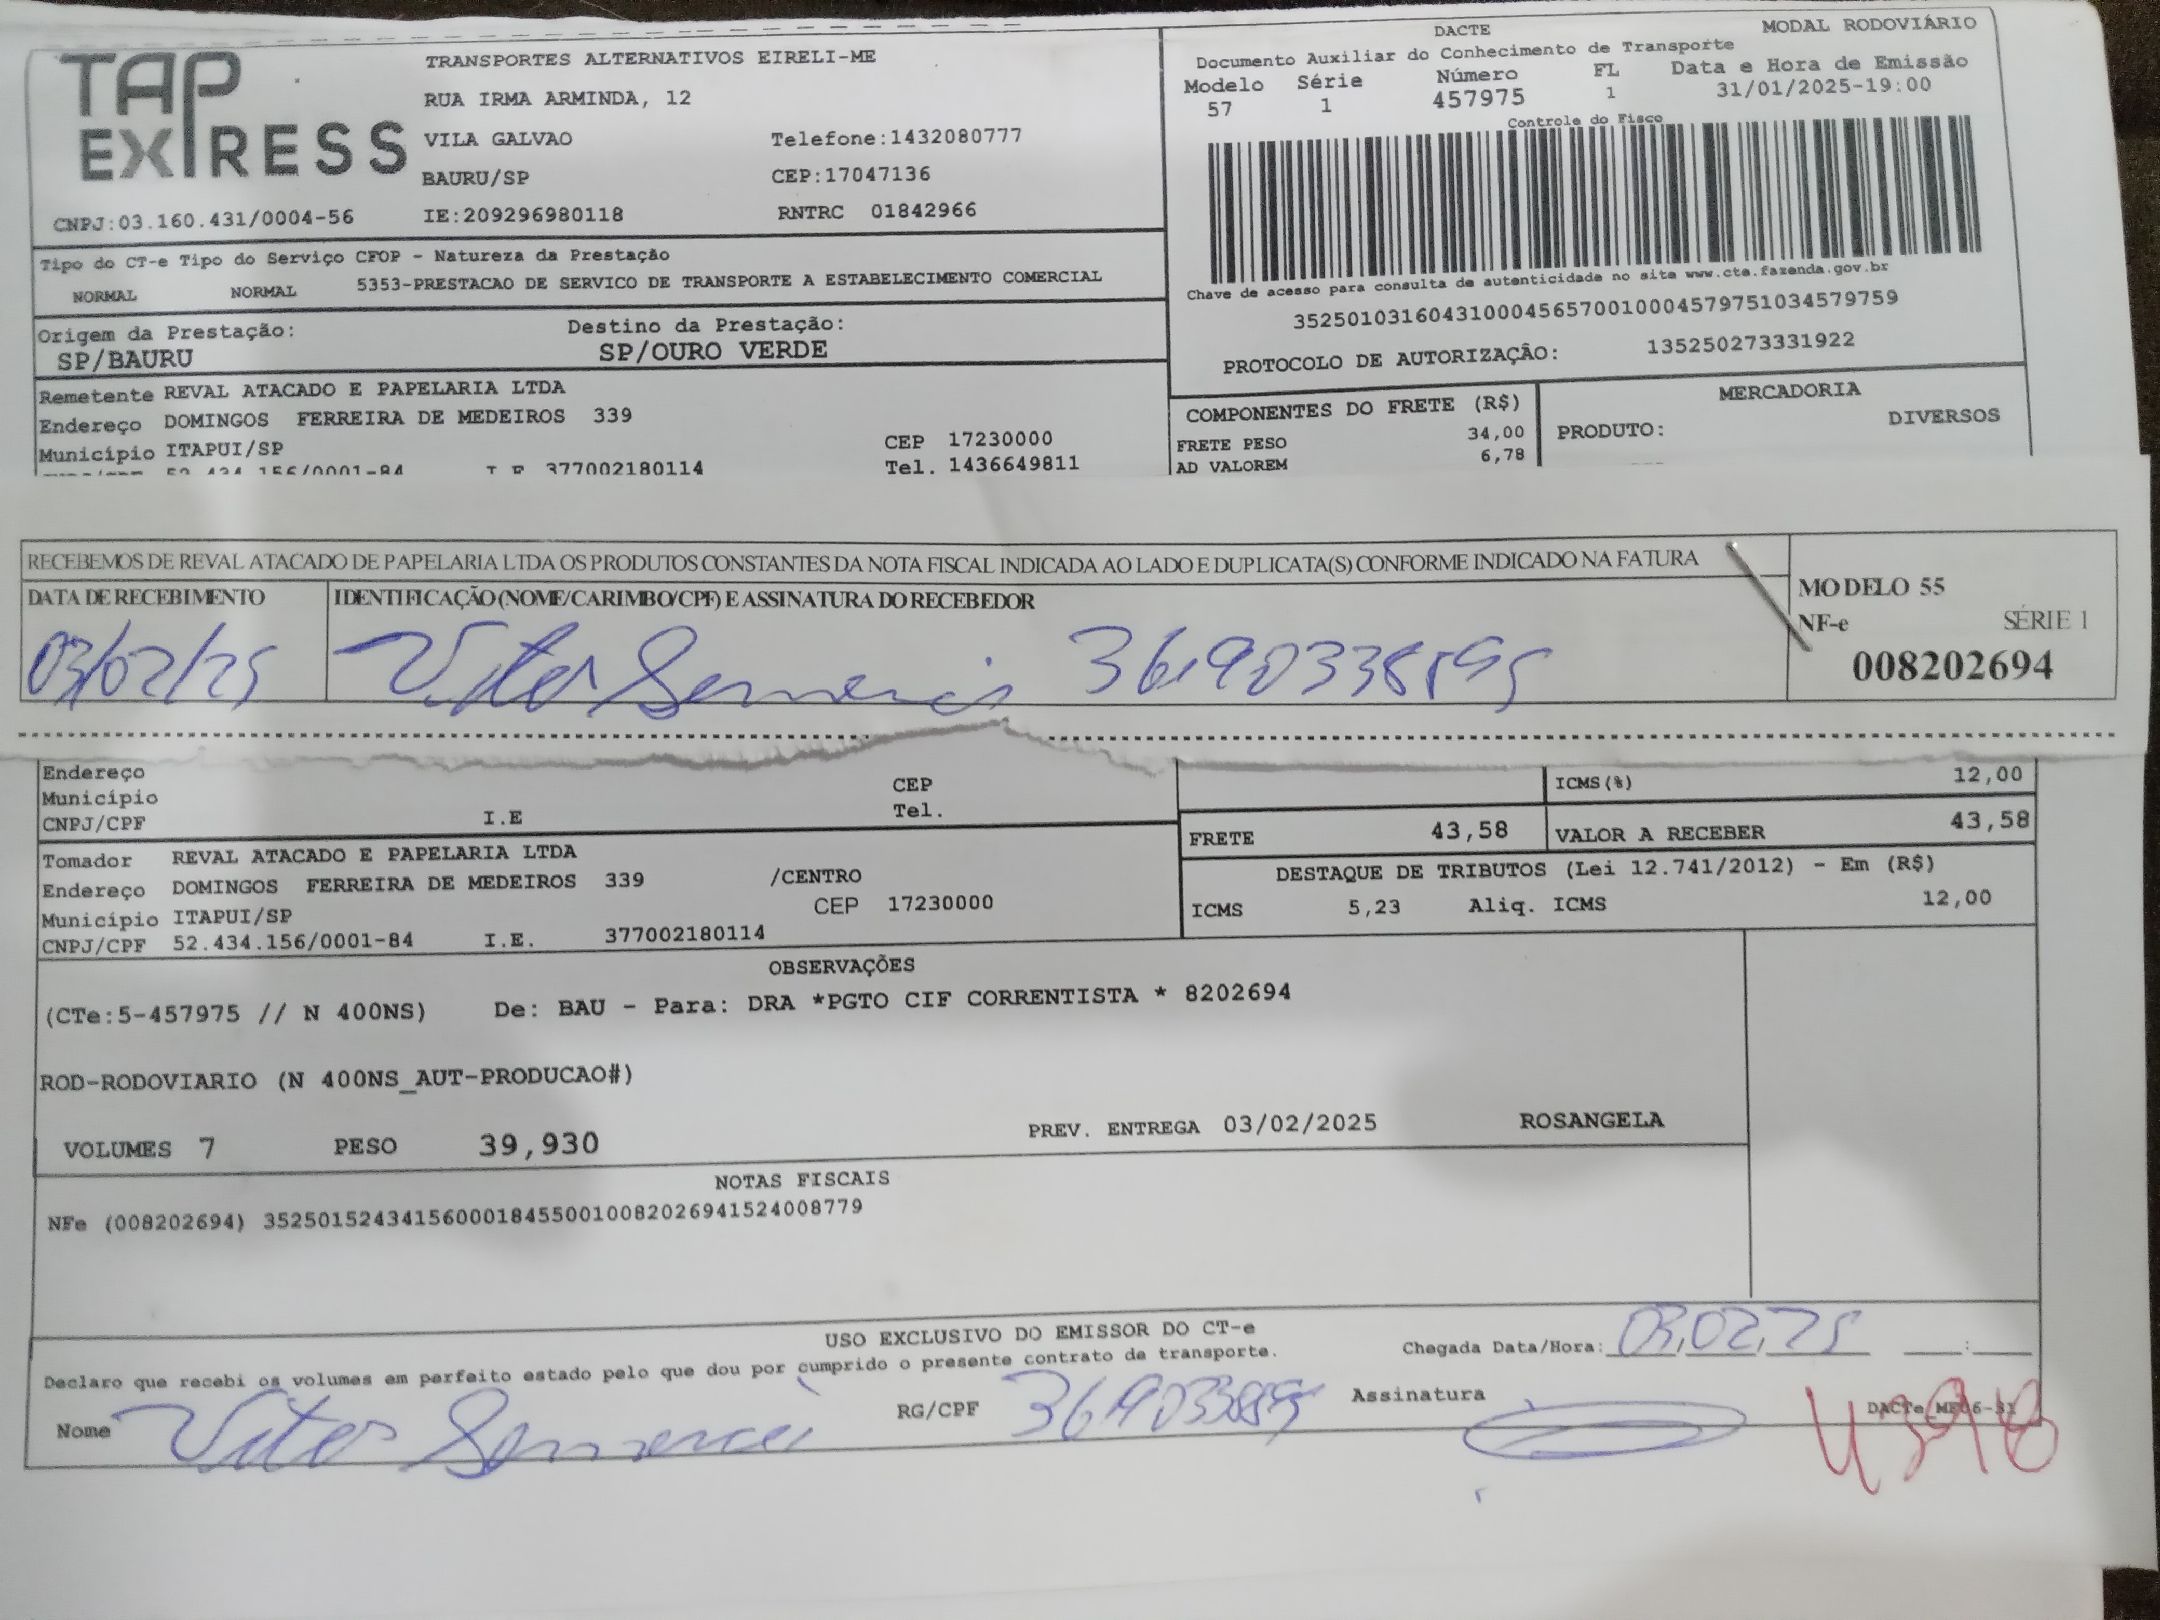 TAP
EXPRESS
TRANSPORTES ALTERNATIVOS EIRELI-ME
RUA IRMA ARMINDA, 12
VILA GALVAO Telefone:1432080777
BAURU/SP CEP:17047136
CNPJ:03.160.431/0004-56 IE:209296980118 RNTRC 01842966
DACTE MODAL RODOVIÁRIO
Documento Auxiliar do Conhecimento de Transporte
Modelo Série Número FL Data e Hora de Emissão
57 1 457975 1 31/01/2025-19:00
Controle do Fisco
Chave de acesso para consulta de autenticidade no site www.cte.fazenda.gov.br
35250103160431000456570010004579751034579759
PROTOCOLO DE AUTORIZAÇÃO: 135250273331922
Tipo do CT-e Tipo do Serviço CFOP - Natureza da Prestação
NORMAL NORMAL 5353-PRESTACAO DE SERVICO DE TRANSPORTE A ESTABELECIMENTO COMERCIAL
Origem da Prestação: Destino da Prestação:
SP/BAURU SP/OURO VERDE
Remetente REVAL ATACADO E PAPELARIA LTDA
Endereço DOMINGOS FERREIRA DE MEDEIROS 339
Município ITAPUI/SP CEP 17230000
52.434.156/0001-84 I.E 377002180114 Tel. 1436649811
COMPONENTES DO FRETE (R$) MERCADORIA
FRETE PESO 34,00 PRODUTO: DIVERSOS
AD VALOREM 6,78
RECEBEMOS DE REVAL ATACADO DE PAPELARIA LTDA OS PRODUTOS CONSTANTES DA NOTA FISCAL INDICADA AO LADO E DUPLICATA(S) CONFORME INDICADO NA FATURA
DATA DE RECEBIMENTO IDENTIFICAÇÃO (NOME/CARIMBO/CPF) E ASSINATURA DO RECEBEDOR
03/02/25 Vitor
MODELO 55
NF-e SÉRIE 1
008202694
Endereço
Município CEP
CNPJ/CPF I.E Tel.
ICMS(%) 12,00
FRETE 43,58 VALOR A RECEBER 43,58
Tomador REVAL ATACADO E PAPELARIA LTDA
Endereço DOMINGOS FERREIRA DE MEDEIROS 339 /CENTRO
Município ITAPUI/SP CEP 17230000
CNPJ/CPF 52.434.156/0001-84 I.E. 377002180114
DESTAQUE DE TRIBUTOS (Lei 12.741/2012) - Em (R$)
ICMS 5,23 Aliq. ICMS 12,00
OBSERVAÇÕES
(CTe:5-457975 // N 400NS) De: BAU - Para: DRA *PGTO CIF CORRENTISTA * 8202694
ROD-RODOVIARIO (N 400NS_AUT-PRODUCAO#)
VOLUMES 7 PESO 39,930 PREV. ENTREGA 03/02/2025 ROSANGELA
NOTAS FISCAIS
NFe (008202694) 35250152434156000184550010082026941524008779
USO EXCLUSIVO DO EMISSOR DO CT-e
Declaro que recebi os volumes em perfeito estado pelo que dou por cumprido o presente contrato de transporte.
Chegada Data/Hora: 03,02,25 :
Nome Vitor RG/CPF Assinatura